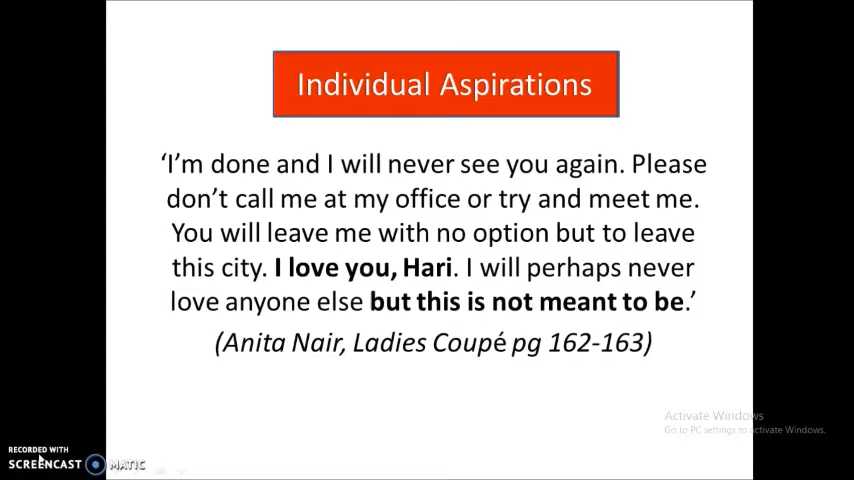 Individual Aspirations
‘I’m done and I will never see you again. Please
don’t call me at my office or try and meet me.
You will leave me with no option but to leave
this city. I love you, Hari. I will perhaps never
love anyone else but this is not meant to be.’
(Anita Nair, Ladies Coupé pg 162-163)
Activate Windows
Go to PC settings to activate Windows.
RECORDED WITH
SCREENCAST MATIC